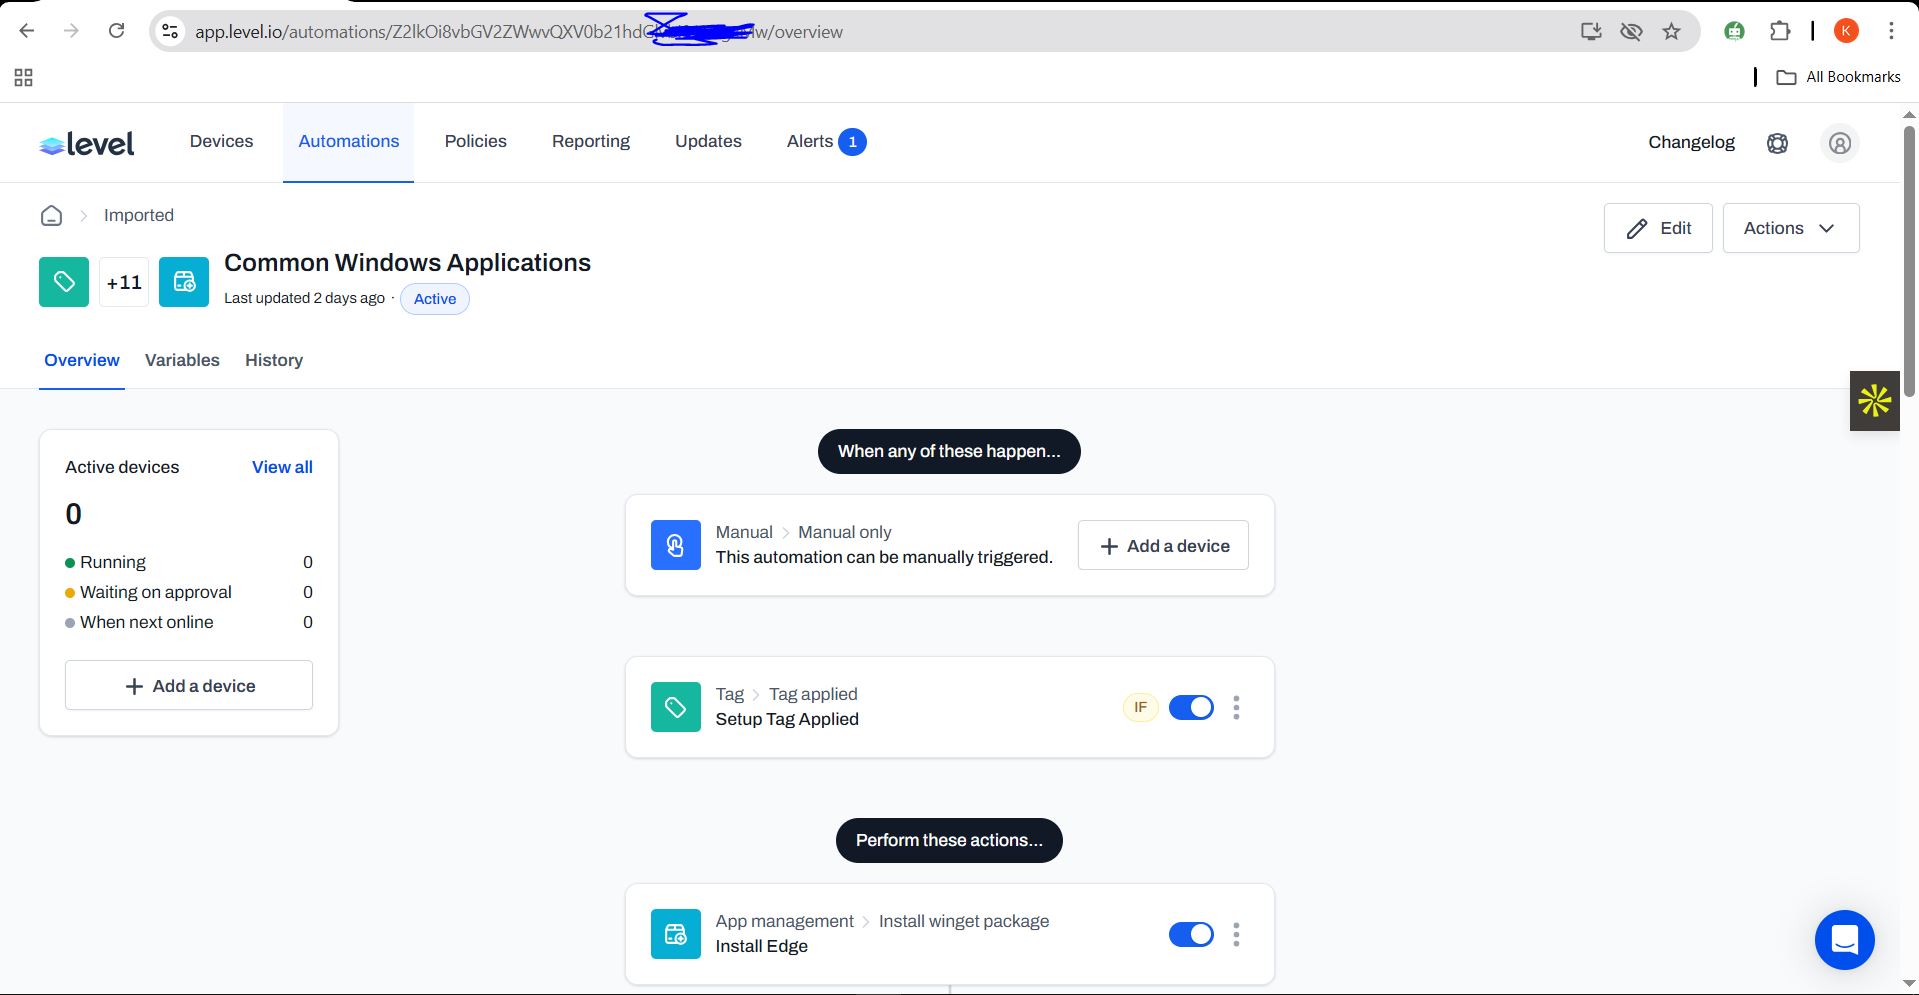 app.level.io/automations/Z2lkOi8vbGV2ZWwvQXV0b21hd
w/overview
K
All Bookmarks
level
Devices
Automations
Policies
Reporting
Updates
Alerts 1
Changelog
Imported
Edit
Actions
+11
Common Windows Applications
Last updated 2 days ago · Active
Overview
Variables
History
Active devices
View all
0
Running 0
Waiting on approval 0
When next online 0
Add a device
When any of these happen...
Manual > Manual only
This automation can be manually triggered.
Add a device
Tag > Tag applied
Setup Tag Applied
IF
Perform these actions...
App management > Install winget package
Install Edge